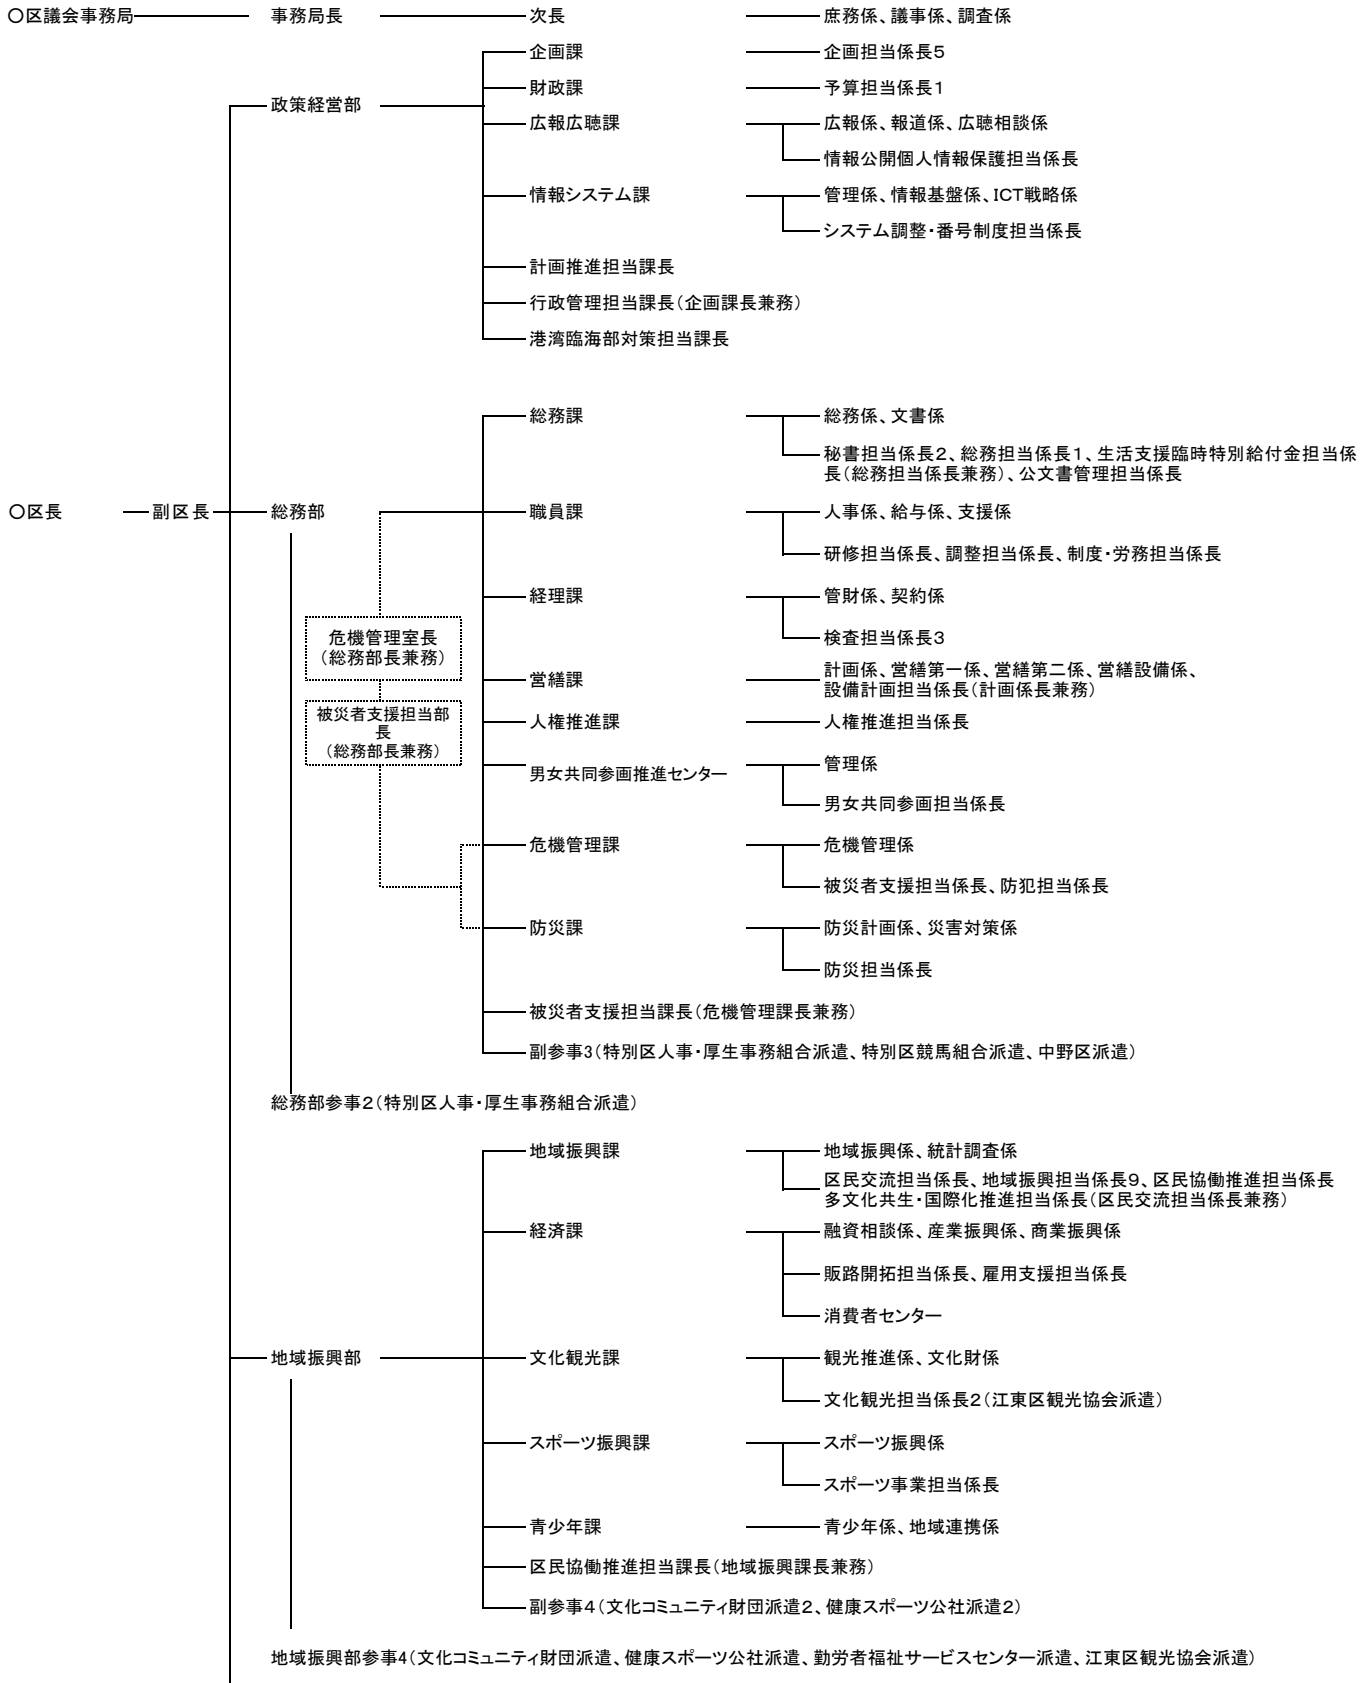 〇区議会事務局 事務局長 次長 庶務係、議事係、調査係
企画課 企画担当係長５
財政課 予算担当係長１
政策経営部
広報広聴課 広報係、報道係、広聴相談係
情報公開個人情報保護担当係長
情報システム課 管理係、情報基盤係、ICT戦略係
システム調整・番号制度担当係長
計画推進担当課長
行政管理担当課長（企画課長兼務）
港湾臨海部対策担当課長
総務課 総務係、文書係
秘書担当係長２、総務担当係長１、生活支援臨時特別給付金担当係
長（総務担当係長兼務）、公文書管理担当係長
〇区長 副区長 総務部 職員課 人事係、給与係、支援係
研修担当係長、調整担当係長、制度・労務担当係長
経理課 管財係、契約係
危機管理室長
（総務部長兼務）
検査担当係長３
営繕課 計画係、営繕第一係、営繕第二係、営繕設備係、
設備計画担当係長（計画係長兼務）
被災者支援担当部
長
（総務部長兼務）
人権推進課 人権推進担当係長
男女共同参画推進センター 管理係
男女共同参画担当係長
危機管理課 危機管理係
被災者支援担当係長、防犯担当係長
防災課 防災計画係、災害対策係
防災担当係長
被災者支援担当課長（危機管理課長兼務）
副参事3（特別区人事・厚生事務組合派遣、特別区競馬組合派遣、中野区派遣）
総務部参事２（特別区人事・厚生事務組合派遣）
地域振興課 地域振興係、統計調査係
区民交流担当係長、地域振興担当係長９、区民協働推進担当係長
多文化共生・国際化推進担当係長（区民交流担当係長兼務）
経済課 融資相談係、産業振興係、商業振興係
販路開拓担当係長、雇用支援担当係長
消費者センター
地域振興部 文化観光課 観光推進係、文化財係
文化観光担当係長２（江東区観光協会派遣）
スポーツ振興課 スポーツ振興係
スポーツ事業担当係長
青少年課 青少年係、地域連携係
区民協働推進担当課長（地域振興課長兼務）
副参事４（文化コミュニティ財団派遣２、健康スポーツ公社派遣２）
地域振興部参事4（文化コミュニティ財団派遣、健康スポーツ公社派遣、勤労者福祉サービスセンター派遣、江東区観光協会派遣）